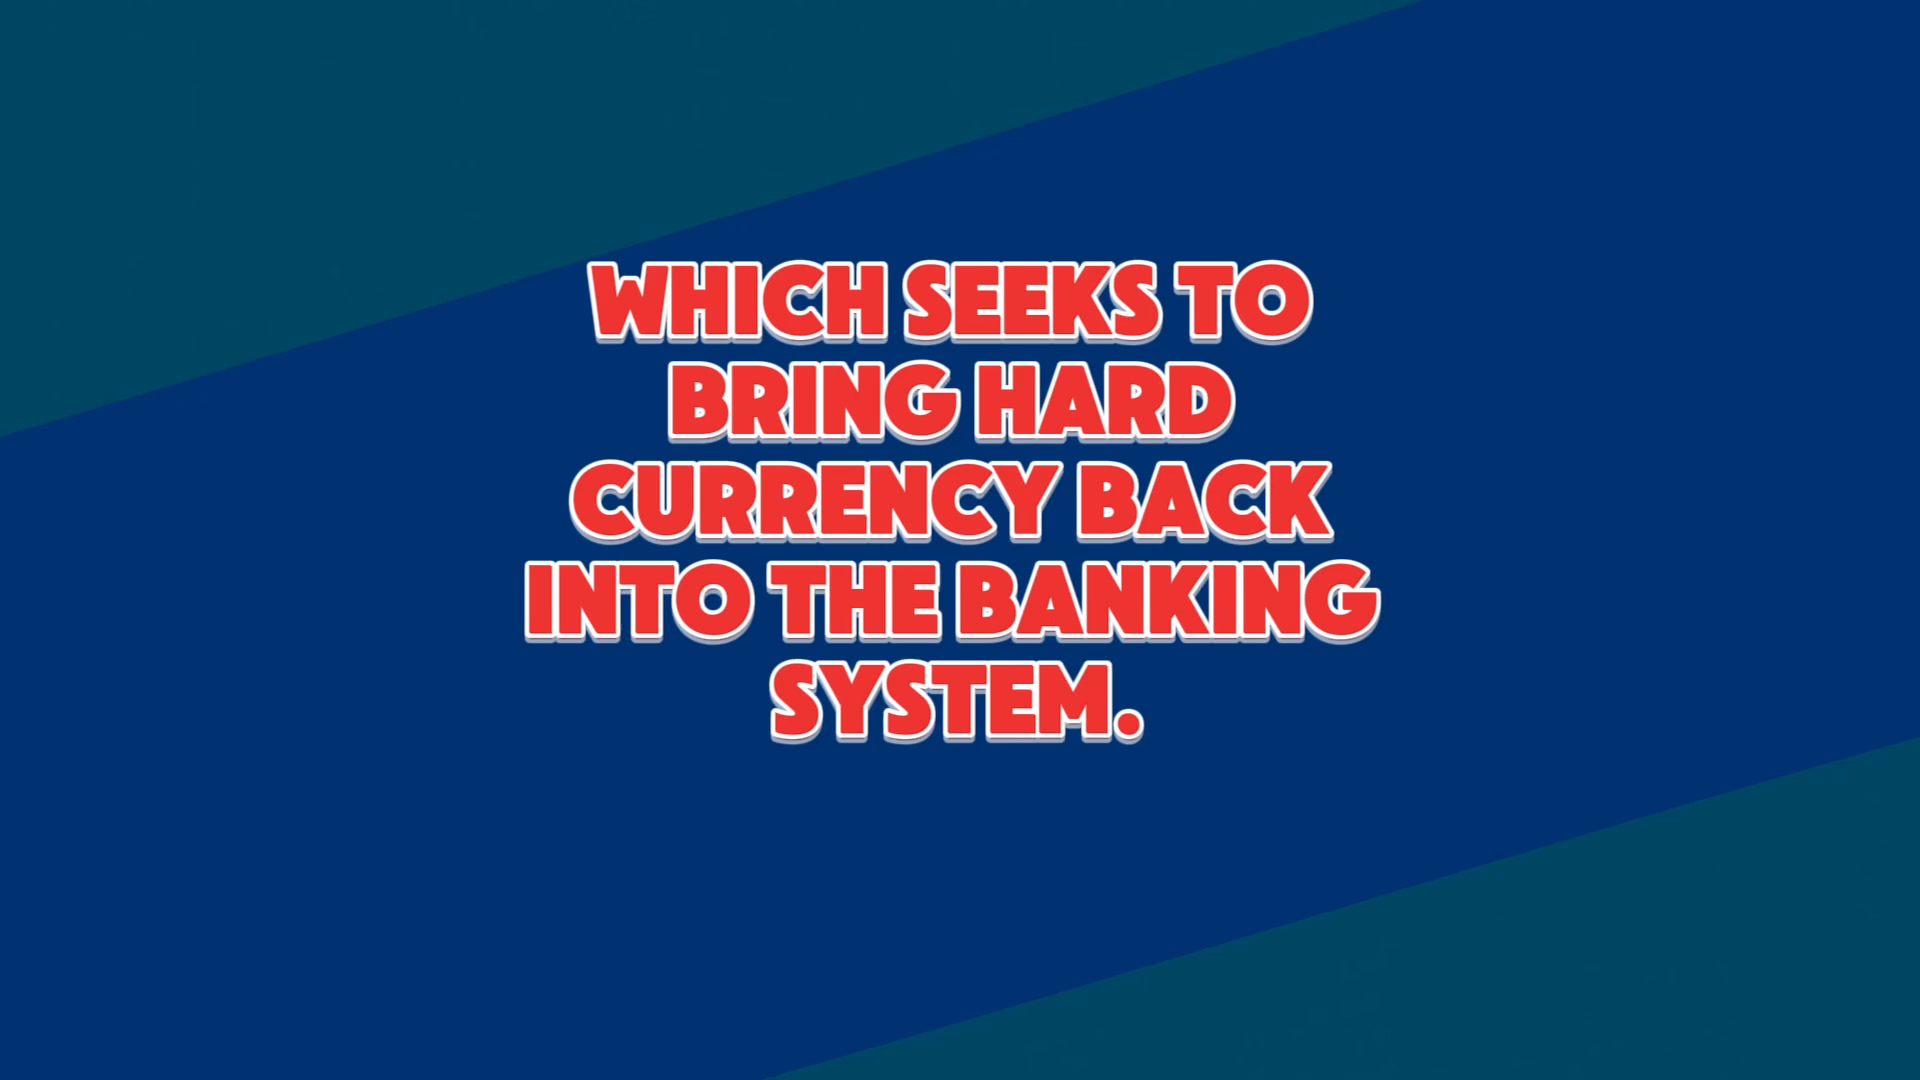 WHICH SEEKS TO
BRING HARD
CURRENCY BACK
INTO THE BANKING
SYSTEM.